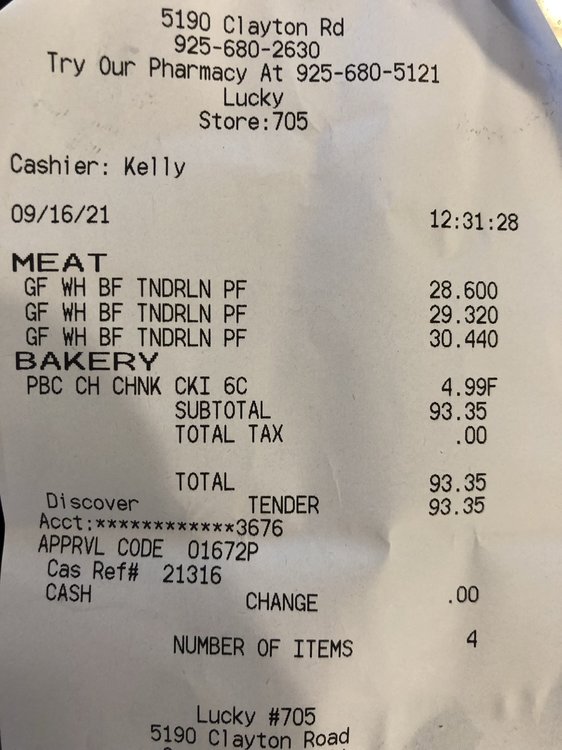 5190 Clayton Rd
925-680-2630
Try Our Pharmacy At 925-680-5121
Lucky
Store:705
Cashier: Kelly
09/16/21 12:31:28
MEAT
GF WH BF TNDRLN PF 28.600
GF WH BF TNDRLN PF 29.320
GF WH BF TNDRLN PF 30.440
BAKERY
PBC CH CHNK CKI 6C 4.99F
SUBTOTAL 93.35
TOTAL TAX .00
TOTAL 93.35
Discover TENDER 93.35
Acct:************3676
APPRVL CODE 01672P
Cas Ref# 21316
CASH CHANGE .00
NUMBER OF ITEMS 4
Lucky #705
5190 Clayton Road